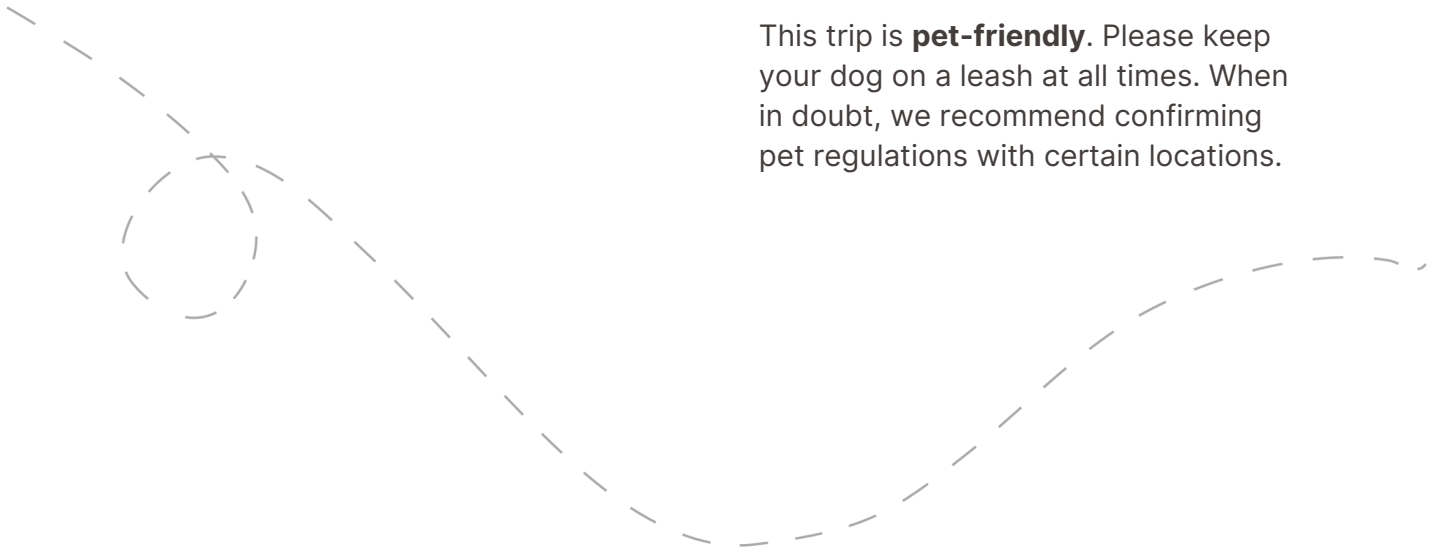 This trip is pet-friendly. Please keep
your dog on a leash at all times. When
in doubt, we recommend confirming
pet regulations with certain locations.